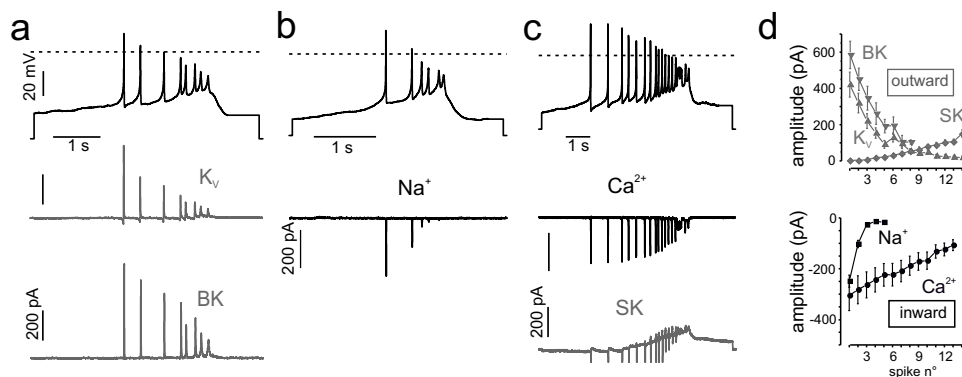 a
b
c
d
20 mV
1 s
1 s
1 s
Kv
BK
200 pA
Na+
200 pA
Ca2+
SK
200 pA
amplitude (pA)
600
400
200
0
BK
outward
SK
Kv
3
6
9
12
amplitude (pA)
0
-200
-400
Na+
Ca2+
inward
3
6
9
12
spike n°